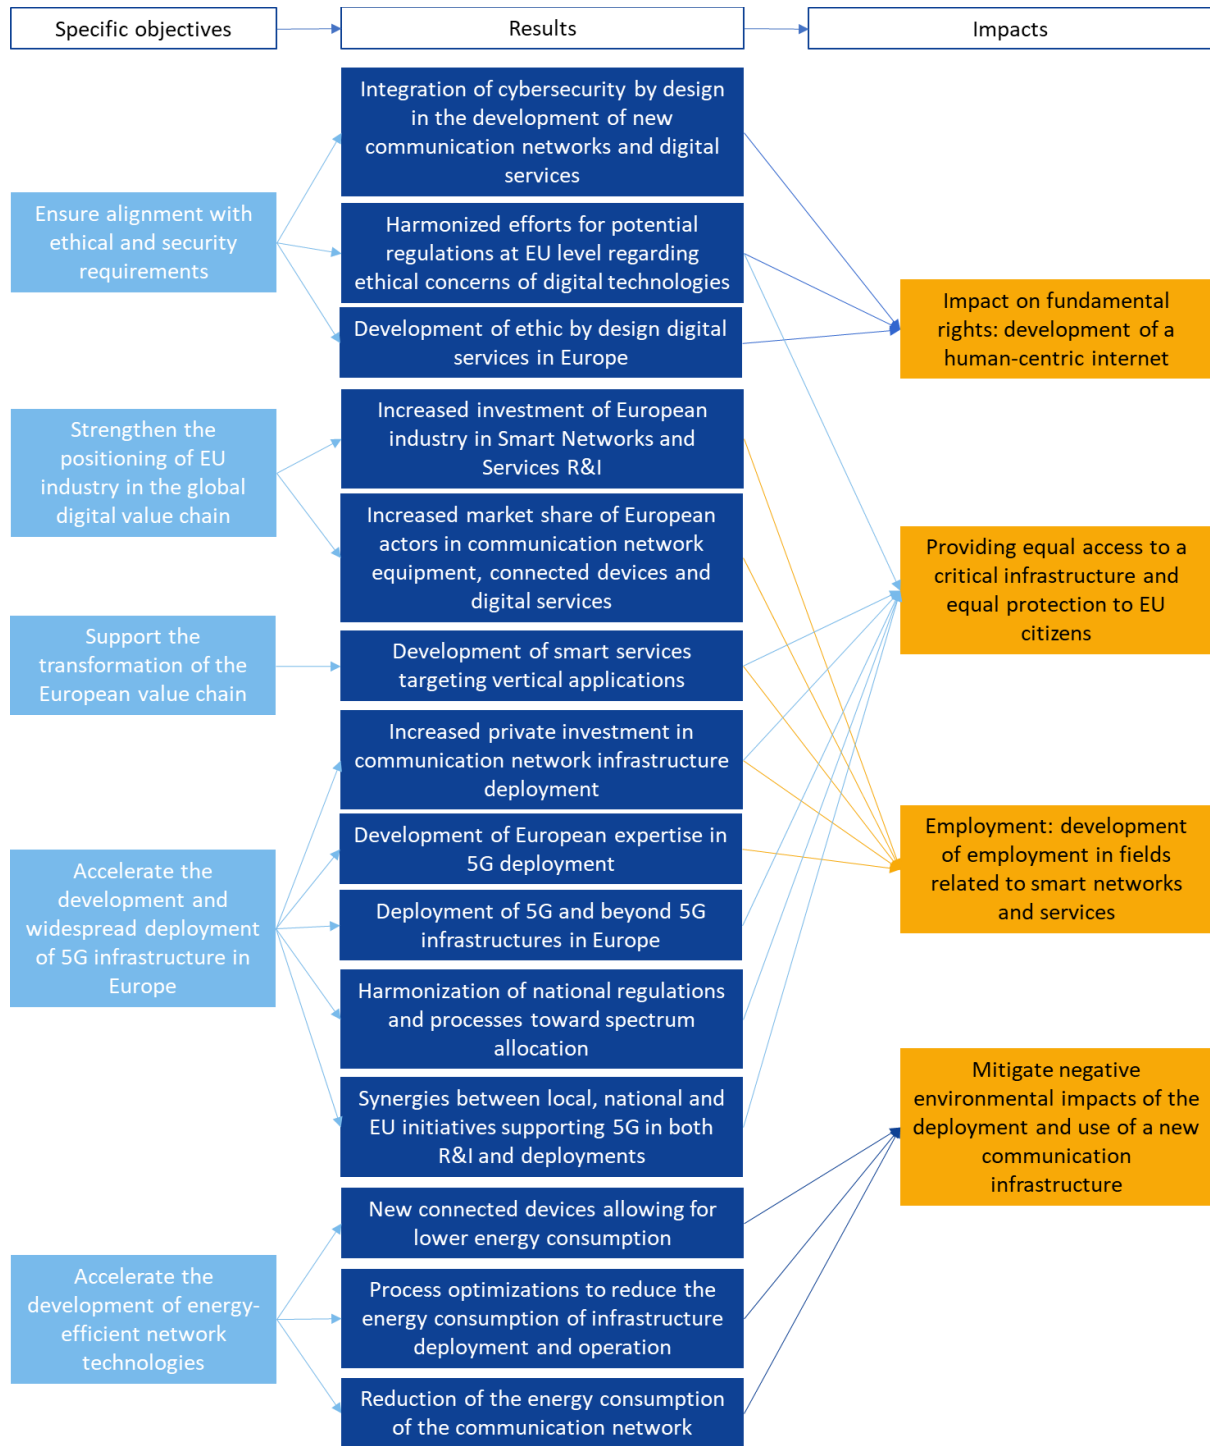 Specific objectives
Results
Impacts
Integration of cybersecurity by design
in the development of new
communication networks and digital
services
Ensure alignment with
ethical and security
requirements
Harmonized efforts for potential
regulations at EU level regarding
ethical concerns of digital technologies
Development of ethic by design digital
services in Europe
Impact on fundamental
rights: development of a
human-centric internet
Strengthen the
positioning of EU
industry in the global
digital value chain
Increased investment of European
industry in Smart Networks and
Services R&I
Increased market share of European
actors in communication network
equipment, connected devices and
digital services
Providing equal access to a
critical infrastructure and
equal protection to EU
citizens
Support the
transformation of the
European value chain
Development of smart services
targeting vertical applications
Increased private investment in
communication network infrastructure
deployment
Development of European expertise in
5G deployment
Employment: development
of employment in fields
related to smart networks
and services
Accelerate the
development and
widespread deployment
of 5G infrastructure in
Europe
Deployment of 5G and beyond 5G
infrastructures in Europe
Harmonization of national regulations
and processes toward spectrum
allocation
Synergies between local, national and
EU initiatives supporting 5G in both
R&I and deployments
Mitigate negative
environmental impacts of the
deployment and use of a new
communication
infrastructure
New connected devices allowing for
lower energy consumption
Accelerate the
development of energy-
efficient network
technologies
Process optimizations to reduce the
energy consumption of infrastructure
deployment and operation
Reduction of the energy consumption
of the communication network